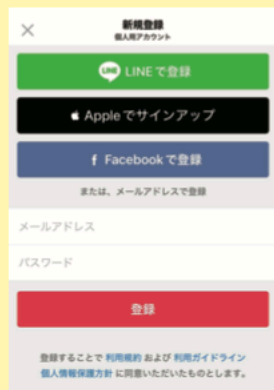 新規登録
個人用アカウント
LINE LINEで登録
Appleでサインアップ
f Facebookで登録
または、メールアドレスで登録
メールアドレス
パスワード
登録
登録することで 利用規約 および 利用ガイドライン
個人情報保護方針 に同意いただいたものとします。